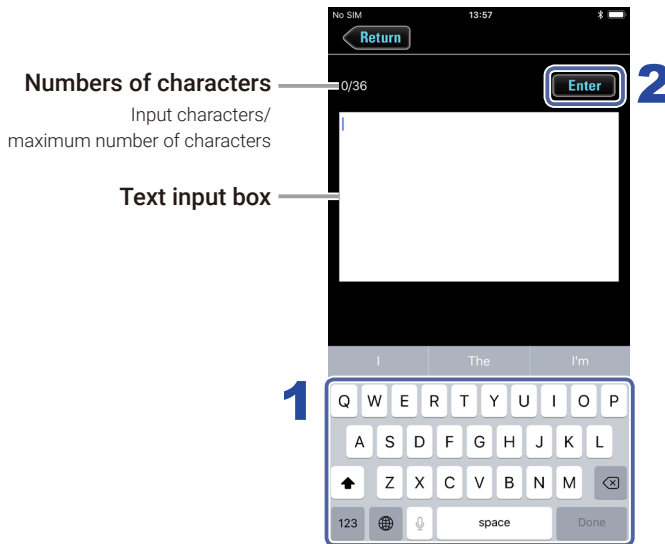 No SIM 13:57
Return
Numbers of characters
0/36
Enter
2
Input characters/
maximum number of characters
Text input box
I The I'm
1
Q W E R T Y U I O P
A S D F G H J K L
Z X C V B N M
123 space Done